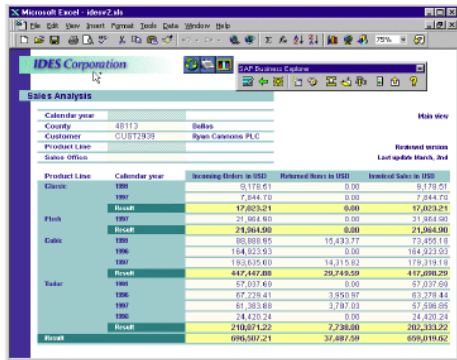 Microsoft Excel - idesv2.xls
File Edit View Insert Format Tools Data Window Help
75%
IDES Corporation
SAP Business Explorer
Sales Analysis
Calendar year Main view
County 48113 Dallas
Customer CUST2939 Ryan Cannons PLC
Product Line Reviewed version
Sales Office Last update March, 2nd
Product Line Calendar year Incoming Orders in USD Returned Items in USD Invoiced Sales in USD
Classic 1998 9,178.61 0.00 9,178.61
1997 7,844.70 0.00 7,844.70
Result 17,023.21 0.00 17,023.21
1997 21,964.90 0.00 21,964.90
Result 21,964.90 0.00 21,964.90
Cubic 1998 88,888.95 15,433.77 73,455.18
1996 164,923.93 0.00 164,923.93
1997 193,635.00 14,315.82 179,319.18
Result 447,447.88 29,749.59 417,698.29
1998 57,037.69 0.00 57,037.69
1996 67,229.41 3,950.97 63,278.44
1997 61,383.88 3,787.03 57,596.85
1996 24,420.24 0.00 24,420.24
Result 210,071.22 7,738.00 202,333.22
Result 696,507.21 37,487.59 659,019.62